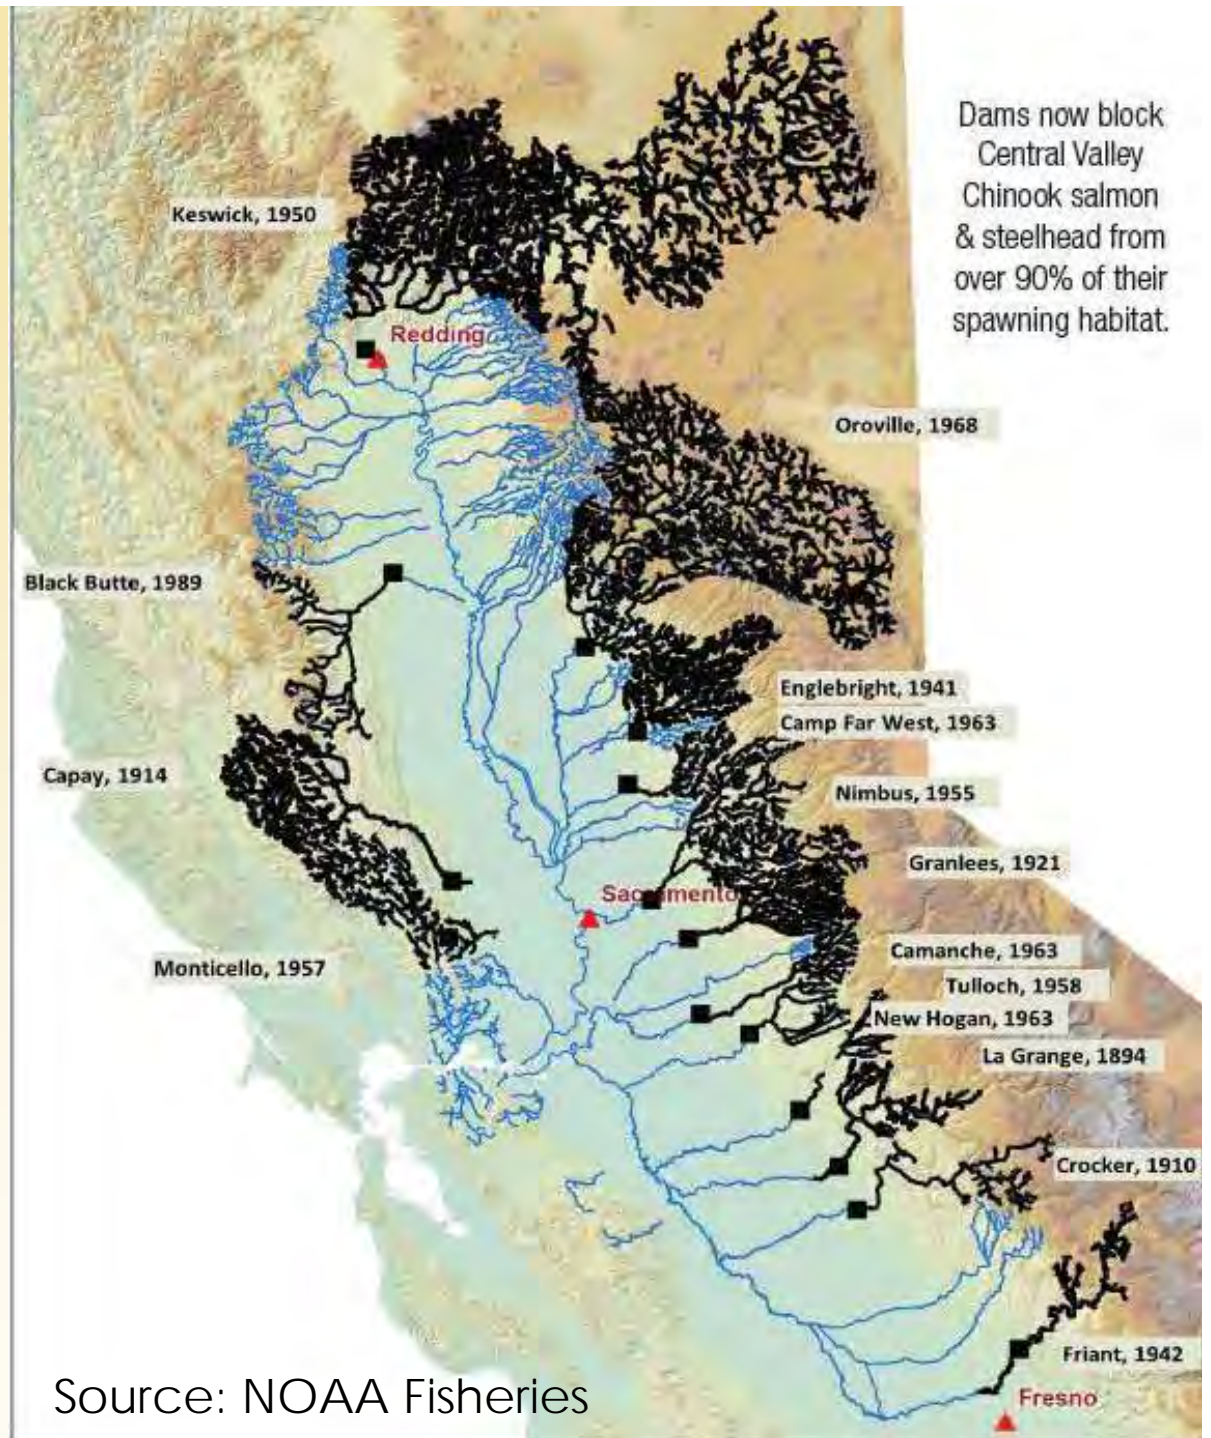 Dams now block
Central Valley
Chinook salmon
& steelhead from
over 90% of their
spawning habitat.
Keswick, 1950
Redding
Oroville, 1968
Black Butte, 1989
Englebright, 1941
Camp Far West, 1963
Capay, 1914
Nimbus, 1955
Granlees, 1921
Sacramento
Camanche, 1963
Monticello, 1957
Tulloch, 1958
New Hogan, 1963
La Grange, 1894
Crocker, 1910
Friant, 1942
Source: NOAA Fisheries
Fresno